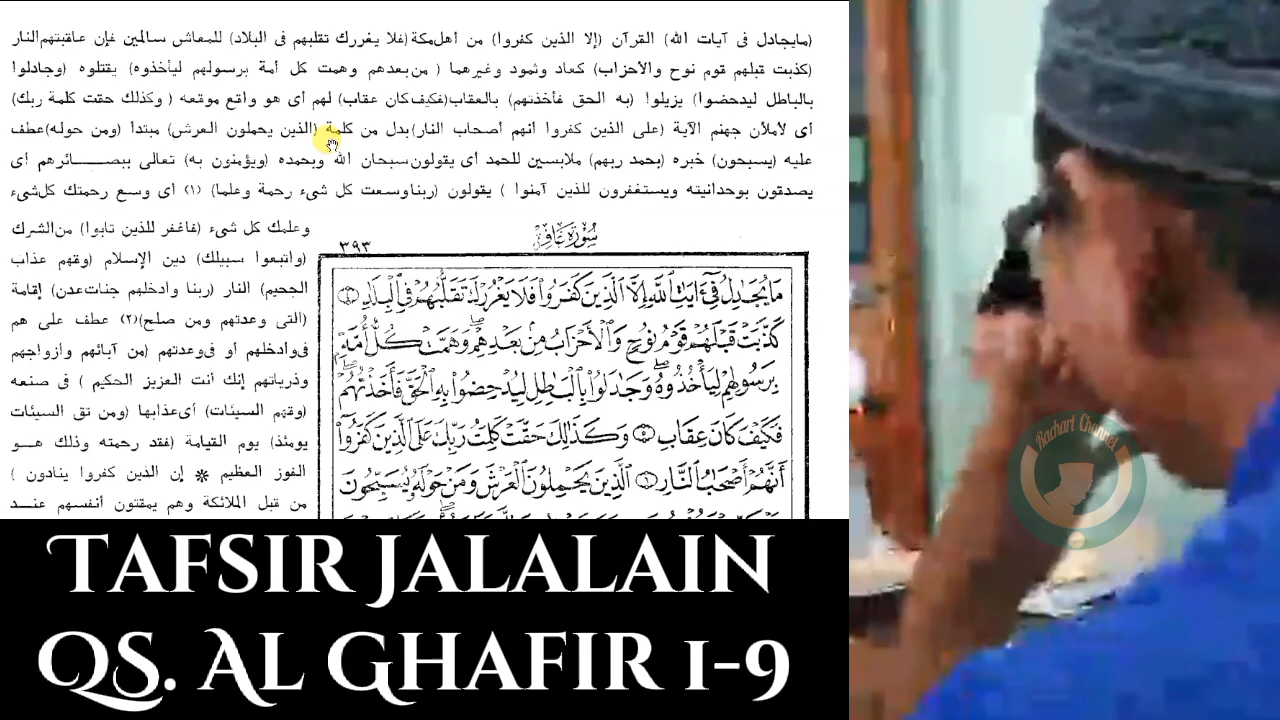 (مايجادل فى آيات الله) القرآن (إلا الذين كفروا) من أهل مكة (فلا يغررك تقلبهم فى البلاد) للمعاش سالمين فإن عاقبتهم النار
(كذبت قبلهم قوم نوح والأحزاب) كعاد وثمود وغيرهما (من بعدهم وهمت كل أمة برسولهم ليأخذوه) يقتلوه (وجادلوا
بالباطل ليدحضوا) يزيلوا (به الحق فأخذتهم) بالعقاب (فكيف كان عقاب) لهم أى هو واقع موقعه (وكذلك حقت كلمة ربك)
أى لأملأن جهنم الآية (على الذين كفروا أنهم أصحاب النار) بدل من كلمة (الذين يحملون العرش) مبتدأ (ومن حوله) عطف
عليه (يسبحون) خبره (بحمد ربهم) ملابسين للحمد أى يقولون سبحان الله وبحمده (ويؤمنون به) تعالى ببصـــائرهم أى
يصدقون بوحدانيته ويستغفرون للذين آمنوا ) يقولون (ربنا وسعت كل شىء رحمة وعلما) (١) أى وسع رحمتك كل شىء
وعلمك كل شىء (فاغفر للذين تابوا) من الشرك
(واتبعوا سبيلك) دين الإسلام (وقهم عذاب
الجحيم) النار (ربنا وادخلهم جنات عدن) إقامة
(التى وعدتهم ومن صلح)(٢) عطف على هم
فى وادخلهم أو فى وعدتهم (من آبائهم وازواجهم
وذرياتهم إنك أنت العزيز الحكيم ) فى صنعه
(وقهم السيئات) أى عذابها (ومن تق السيئات
يومئذ) يوم القيامة (فقد رحمته وذلك هـــو
الفوز العظيم * إن الذين كفروا ينادون )
من قبل الملائكة وهم يمقتون أنفسهم عنـــد
سُورَةُ غَافِرٍ
٣٩٣
مَا يُجَٰدِلُ فِىٓ ءَايَٰتِ ٱللَّهِ إِلَّا ٱلَّذِينَ كَفَرُوا۟ فَلَا يَغْرُرْكَ تَقَلُّبُهُمْ فِى ٱلْبِلَٰدِ ٤
كَذَّبَتْ قَبْلَهُمْ قَوْمُ نُوحٍ وَٱلْأَحْزَابُ مِنۢ بَعْدِهِمْ وَهَمَّتْ كُلُّ أُمَّةٍۭ
بِرَسُولِهِمْ لِيَأْخُذُوهُ وَجَٰدَلُوا۟ بِٱلْبَٰطِلِ لِيُدْحِضُوا۟ بِهِ ٱلْحَقَّ فَأَخَذْتُهُمْ
فَكَيْفَ كَانَ عِقَابِ ٥ وَكَذَٰلِكَ حَقَّتْ كَلِمَتُ رَبِّكَ عَلَى ٱلَّذِينَ كَفَرُوٓا۟
أَنَّهُمْ أَصْحَٰبُ ٱلنَّارِ ٦ ٱلَّذِينَ يَحْمِلُونَ ٱلْعَرْشَ وَمَنْ حَوْلَهُۥ يُسَبِّحُونَ
TAFSIR JALALAIN
QS. AL GHAFIR 1-9
Rachart Channel